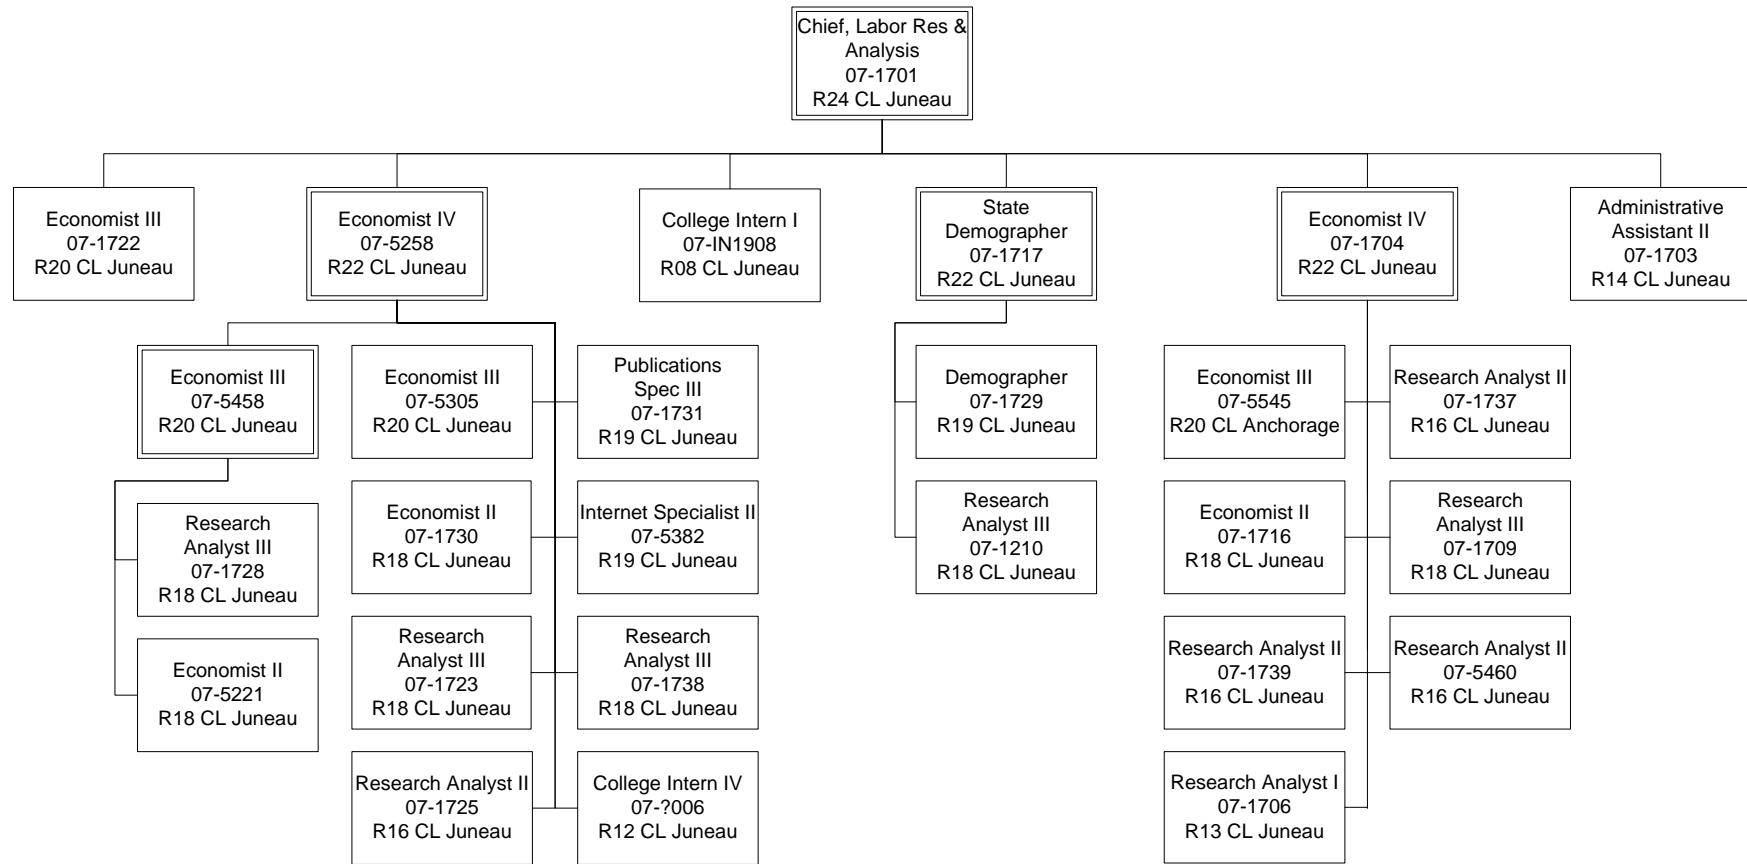 Chief, Labor Res &
Analysis
07-1701
R24 CL Juneau
Economist III
07-1722
R20 CL Juneau
Economist IV
07-5258
R22 CL Juneau
College Intern I
07-IN1908
R08 CL Juneau
State
Demographer
07-1717
R22 CL Juneau
Economist IV
07-1704
R22 CL Juneau
Administrative
Assistant II
07-1703
R14 CL Juneau
Economist III
07-5458
R20 CL Juneau
Economist III
07-5305
R20 CL Juneau
Publications
Spec III
07-1731
R19 CL Juneau
Demographer
07-1729
R19 CL Juneau
Economist III
07-5545
R20 CL Anchorage
Research Analyst II
07-1737
R16 CL Juneau
Research
Analyst III
07-1728
R18 CL Juneau
Economist II
07-1730
R18 CL Juneau
Internet Specialist II
07-5382
R19 CL Juneau
Research
Analyst III
07-1210
R18 CL Juneau
Economist II
07-1716
R18 CL Juneau
Research
Analyst III
07-1709
R18 CL Juneau
Economist II
07-5221
R18 CL Juneau
Research
Analyst III
07-1723
R18 CL Juneau
Research
Analyst III
07-1738
R18 CL Juneau
Research Analyst II
07-1739
R16 CL Juneau
Research Analyst II
07-5460
R16 CL Juneau
Research Analyst II
07-1725
R16 CL Juneau
College Intern IV
07-?006
R12 CL Juneau
Research Analyst I
07-1706
R13 CL Juneau